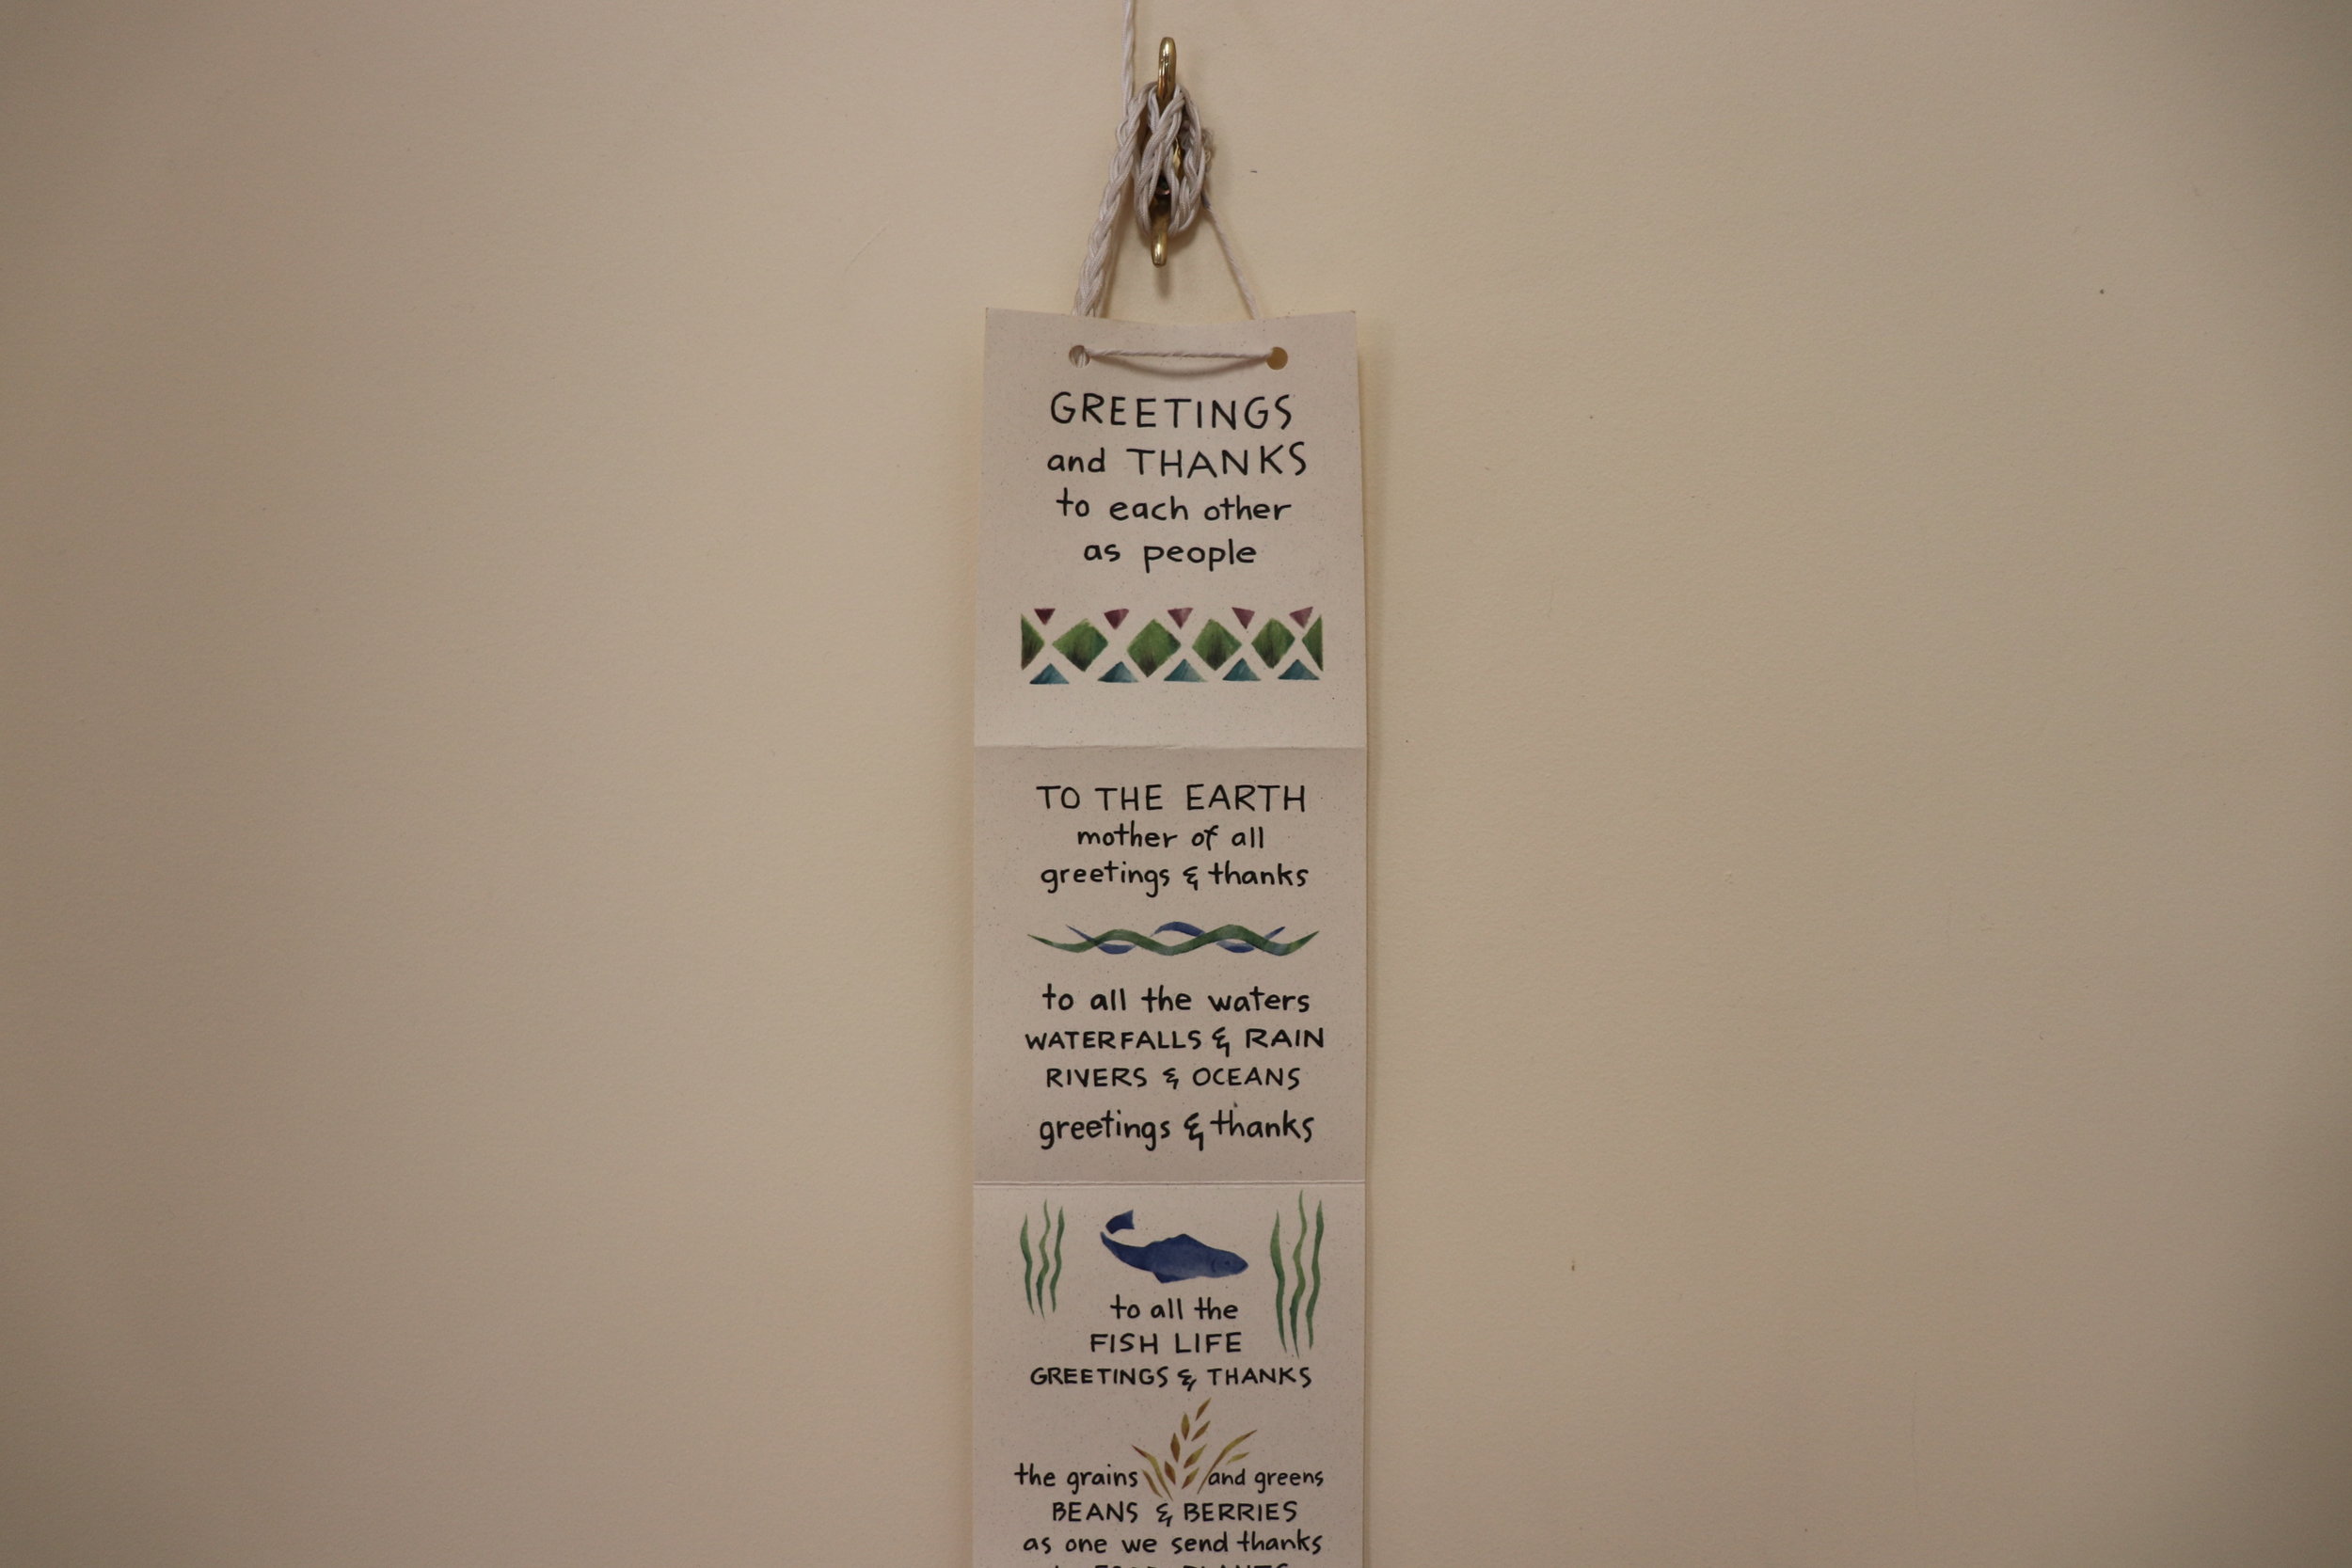 GREETINGS
and THANKS
to each other
as people
TO THE EARTH
mother of all
greetings & thanks
to all the waters
WATERFALLS & RAIN
RIVERS & OCEANS
greetings & thanks
to all the
FISH LIFE
GREETINGS & THANKS
the grains and greens
BEANS & BERRIES
as one we send thanks